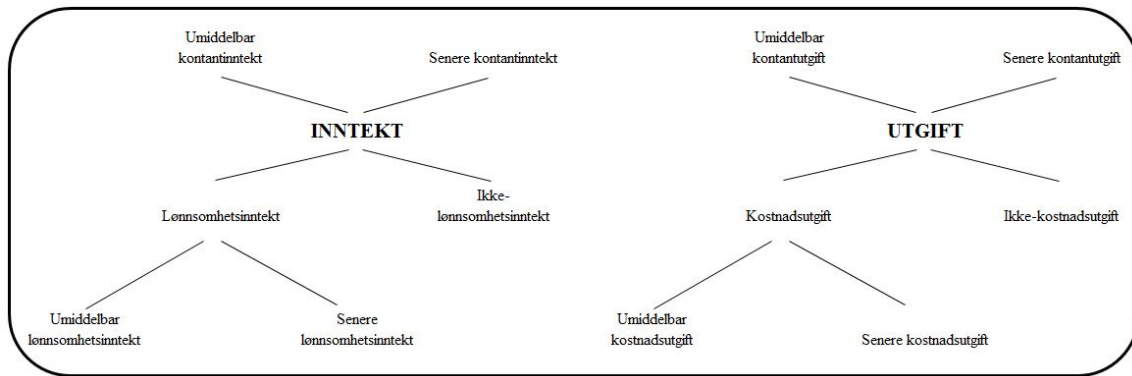 Umiddelbar
kontantinntekt
Senere kontantinntekt
Umiddelbar
kontantutgift
Senere kontantutgift
INNTEKT
UTGIFT
Lønnsomhetsinntekt
Ikke-
lønnsomhetsinntekt
Kostnadsutgift
Ikke-kostnadsutgift
Umiddelbar
lønnsomhetsinntekt
Senere
lønnsomhetsinntekt
Umiddelbar
kostnadsutgift
Senere kostnadsutgift